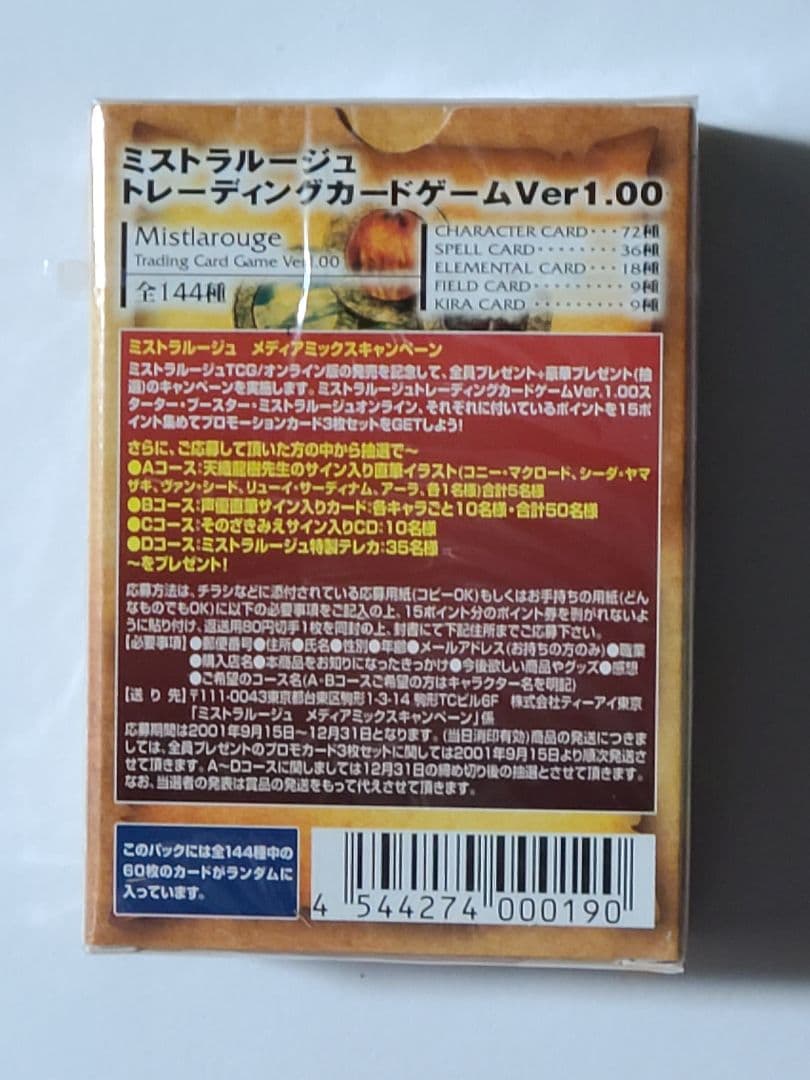 ミストラルージュ
トレーディングカードゲームVer1.00
Mistlarouge
Trading Card Game Ver1.00
全144種
CHARACTER CARD・・・72種
SPELL CARD・・・・・・・・36種
ELEMENTAL CARD・・・18種
FIELD CARD・・・・・・・・・9種
KIRA CARD ・・・・・・・・・9種
ミストラルージュ メディアミックスキャンペーン
ミストラルージュTCG/オンライン版の発売を記念して、全員プレゼント+豪華プレゼント(抽
選)のキャンペーンを実施します。ミストラルージュトレーディングカードゲームVer.1.00ス
ターター・ブースター・ミストラルージュオンライン、それぞれに付いているポイントを15ポ
イント集めてプロモーションカード3枚セットをGETしよう!
さらに、ご応募して頂いた方の中から抽選で~
●Aコース:天織龍樹先生のサイン入り直筆イラスト(コニー・マクロード、シーダ・ヤマ
ザキ、ヴァン・シード、リューイ・サーディナム、アーラ、各1名様)合計5名様
●Bコース:声優直筆サイン入りカード:各キャラごと10名様・合計50名様
●Cコース:そのざきみえサイン入りCD:10名様
●Dコース:ミストラルージュ特製テレカ:35名様
~をプレゼント!
応募方法は、チラシなどに添付されている応募用紙(コピーOK)もしくはお手持ちの用紙(どん
なものでもOK)に以下の必要事項をご記入の上、15ポイント分のポイント券を剥がれないよ
うに貼り付け、返送用80円切手1枚を同封の上、封書にて下記住所までご応募下さい。
【必要事項】●郵便番号●住所●氏名●性別●年齢●メールアドレス(お持ちの方のみ)●職業
●購入店名●本商品をお知りになったきっかけ●今後欲しい商品やグッズ●感想
●ご希望のコース名(A・Bコースご希望の方はキャラクター名を明記)
【送り先】〒111-0043東京都台東区駒形1-3-14 駒形TCビル6F 株式会社ティーアイ東京
「ミストラルージュ メディアミックスキャンペーン」係
応募期間は2001年9月15日~12月31日となります。(当日消印有効)商品の発送につきま
しては、全員プレゼントのプロモカード3枚セットに関しては2001年9月15日より順次発送さ
せて頂きます。A~Dコースに関しましては12月31日の締め切り後の抽選とさせて頂きます。
なお、当選者の発表は賞品の発送をもって代えさせて頂きます。
このパックには全144種中の
60枚のカードがランダムに
入っています。
4 544274 000190